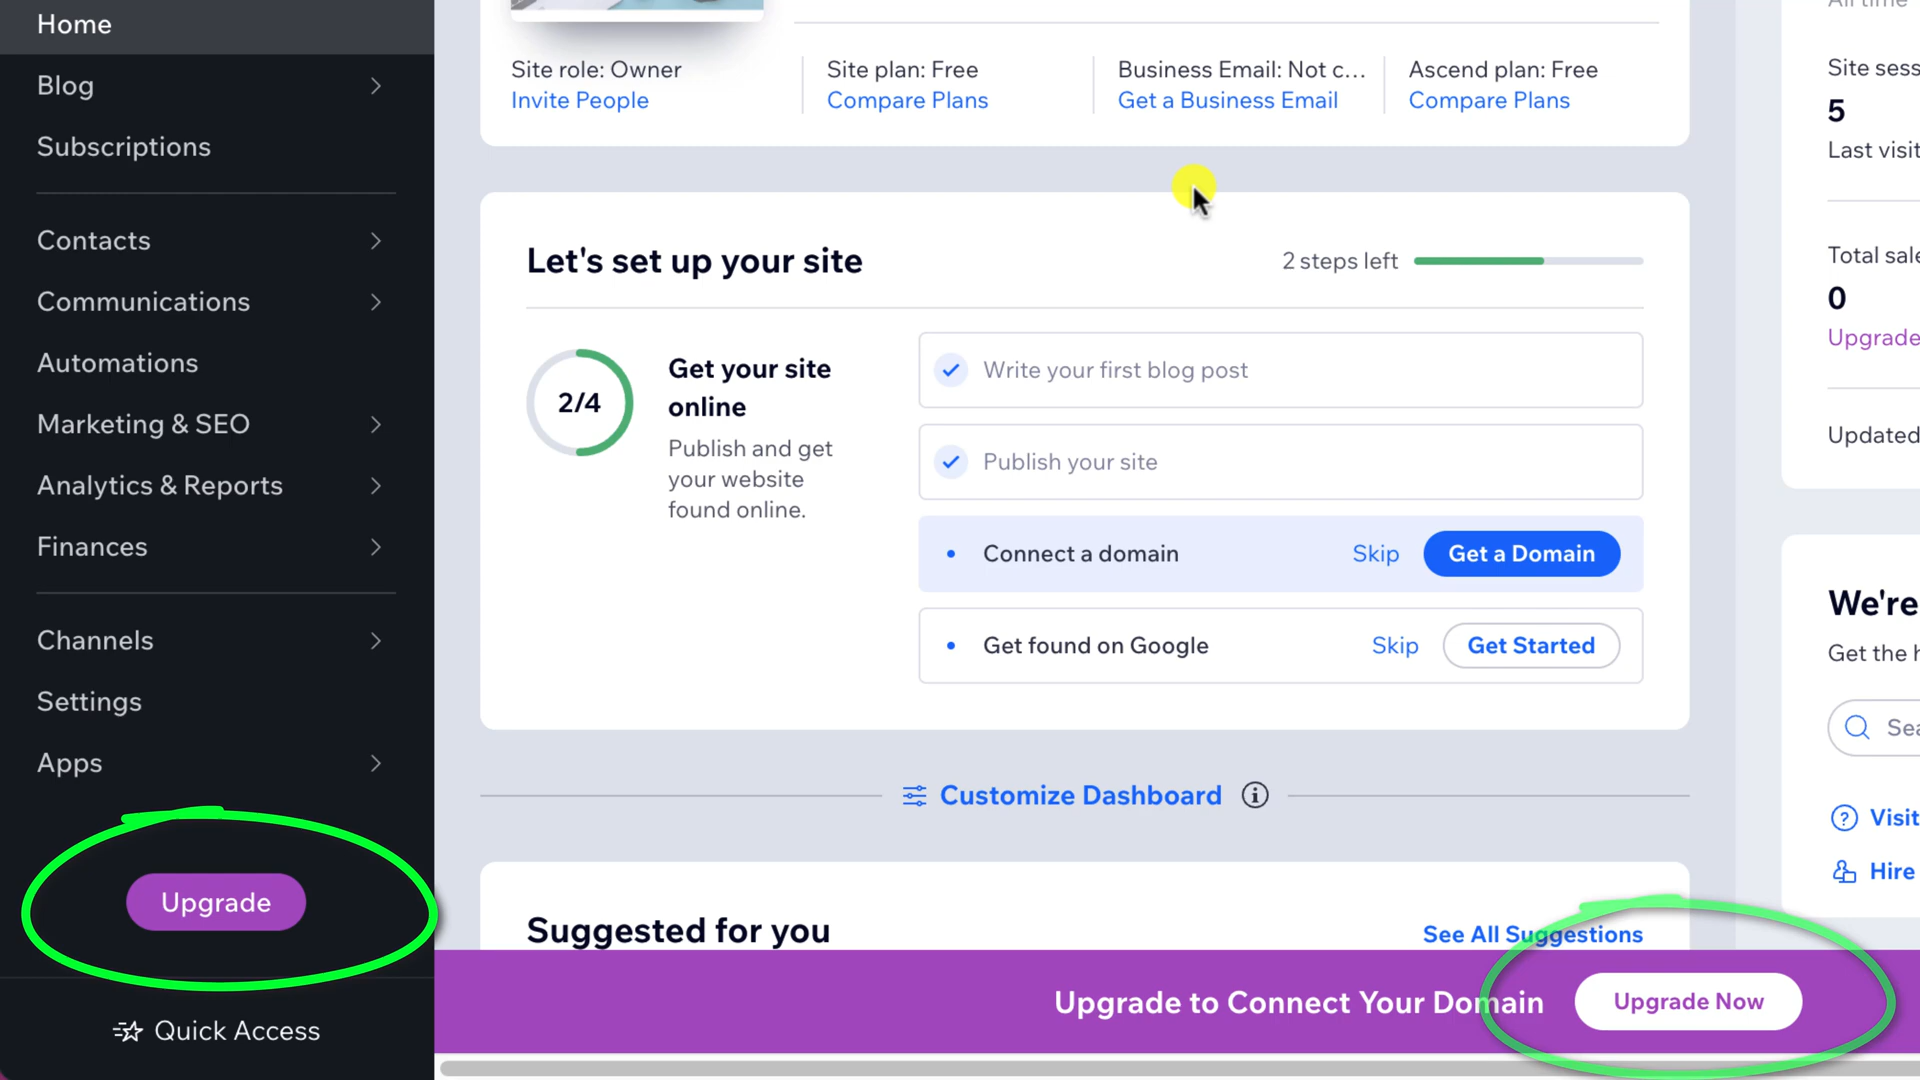 Home
Blog
Subscriptions
Contacts
Communications
Automations
Marketing & SEO
Analytics & Reports
Finances
Channels
Settings
Apps
Upgrade
Quick Access
Site role: Owner
Invite People
Site plan: Free
Compare Plans
Business Email: Not c...
Get a Business Email
Ascend plan: Free
Compare Plans
Let's set up your site
2 steps left
2/4
Get your site
online
Publish and get
your website
found online.
Write your first blog post
Publish your site
Connect a domain
Skip
Get a Domain
Get found on Google
Skip
Get Started
Customize Dashboard
Suggested for you
See All Suggestions
Upgrade to Connect Your Domain
Upgrade Now
All time
Site sess
5
Last visit
Total sale
0
Upgrade
Updated
We're
Get the h
Sea
Visit
Hire